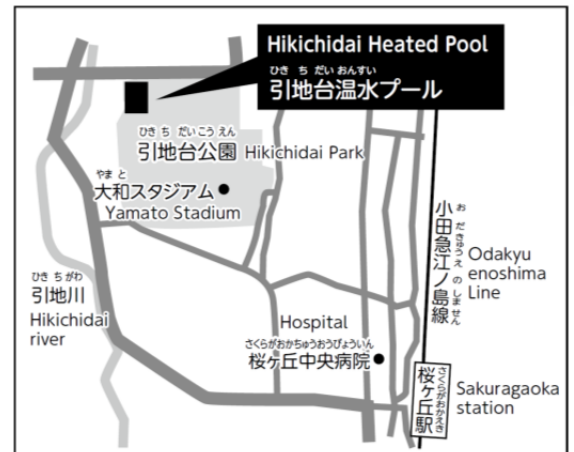 Hikichidai Heated Pool
ひき ち だい おんすい
引地台温水プール
ひき ち だいこう えん
引地台公園 Hikichidai Park
やま と
大和スタジアム
Yamato Stadium
ひき ち がわ
引地川
Hikichidai
river
お だ きゅう え の しま せん
小田急江ノ島線
Odakyu
enoshima
Line
Hospital
さくらがおかちゅうおうびょういん
桜ヶ丘中央病院
さくらがおかえき
桜ヶ丘駅
Sakuragaoka
station